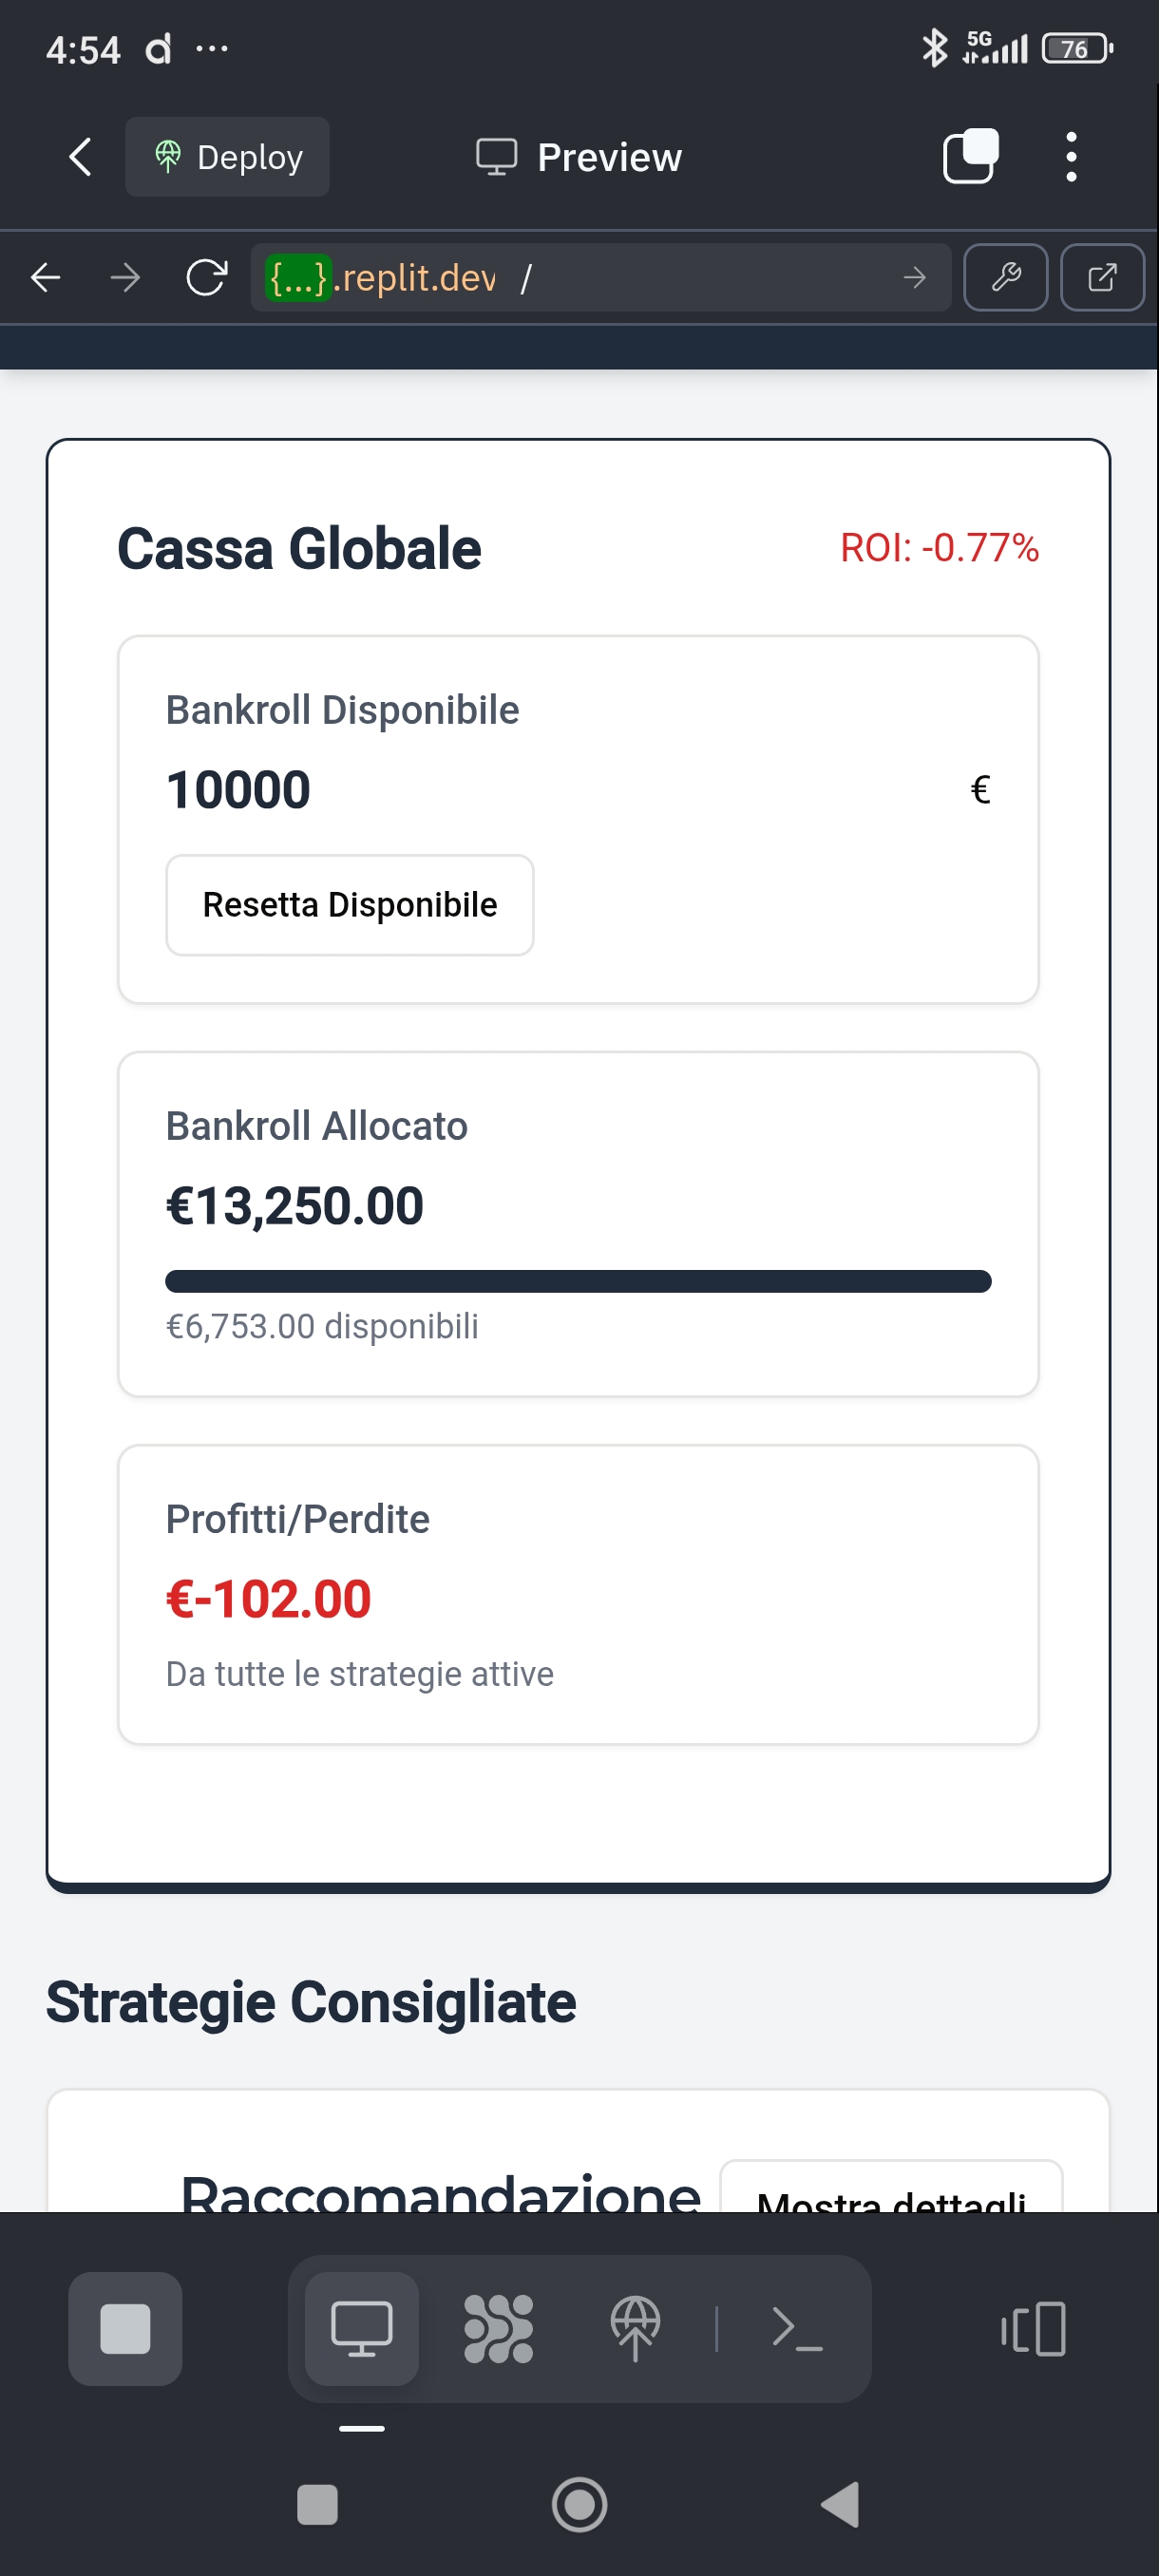 4:54 d ...
5G 76
Deploy Preview
{...}.replit.dev /
Cassa Globale ROI: -0.77%
Bankroll Disponibile
10000 €
Resetta Disponibile
Bankroll Allocato
€13,250.00
€6,753.00 disponibili
Profitti/Perdite
€-102.00
Da tutte le strategie attive
Strategie Consigliate
Raccomandazione Mostra dettagli